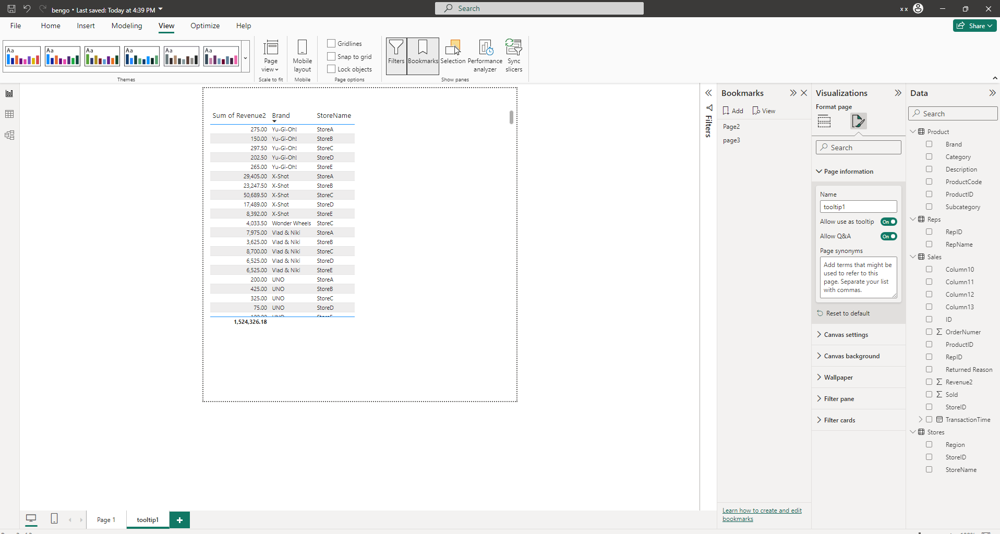 bengo • Last saved: Today at 4:39 PM
Search
x x
File Home Insert Modeling View Optimize Help
Share
Aa Aa Aa Aa Aa Aa
Themes
Page view
Scale to fit
Mobile layout
Mobile
Gridlines
Snap to grid
Lock objects
Page options
Filters
Bookmarks
Selection
Performance analyzer
Sync slicers
Show panes
Sum of Revenue2 Brand StoreName
275.00 Yu-Gi-Oh! StoreA
150.00 Yu-Gi-Oh! StoreB
297.50 Yu-Gi-Oh! StoreC
202.50 Yu-Gi-Oh! StoreD
265.00 Yu-Gi-Oh! StoreE
29,405.00 X-Shot StoreA
23,247.50 X-Shot StoreB
50,689.50 X-Shot StoreC
17,489.00 X-Shot StoreD
8,392.00 X-Shot StoreE
4,033.50 Wonder Wheels StoreC
7,975.00 Vlad & Niki StoreA
3,625.00 Vlad & Niki StoreB
8,700.00 Vlad & Niki StoreC
6,525.00 Vlad & Niki StoreD
6,525.00 Vlad & Niki StoreE
200.00 UNO StoreA
425.00 UNO StoreB
325.00 UNO StoreC
75.00 UNO StoreD
1,524,326.18
Filters
Bookmarks
Add View
Page2
page3
Learn how to create and edit
bookmarks
Visualizations
Format page
Search
Page information
Name
tooltip1
Allow use as tooltip On
Allow Q&A On
Page synonyms
Add terms that might be
used to refer to this
page. Separate your list
with commas.
Reset to default
Canvas settings
Canvas background
Wallpaper
Filter pane
Filter cards
Data
Search
Product
Brand
Category
Description
ProductCode
ProductID
Subcategory
Reps
RepID
RepName
Sales
Column10
Column11
Column12
Column13
ID
OrderNumer
ProductID
RepID
Returned Reason
Revenue2
Sold
StoreID
TransactionTime
Stores
Region
StoreID
StoreName
Page 1 tooltip1